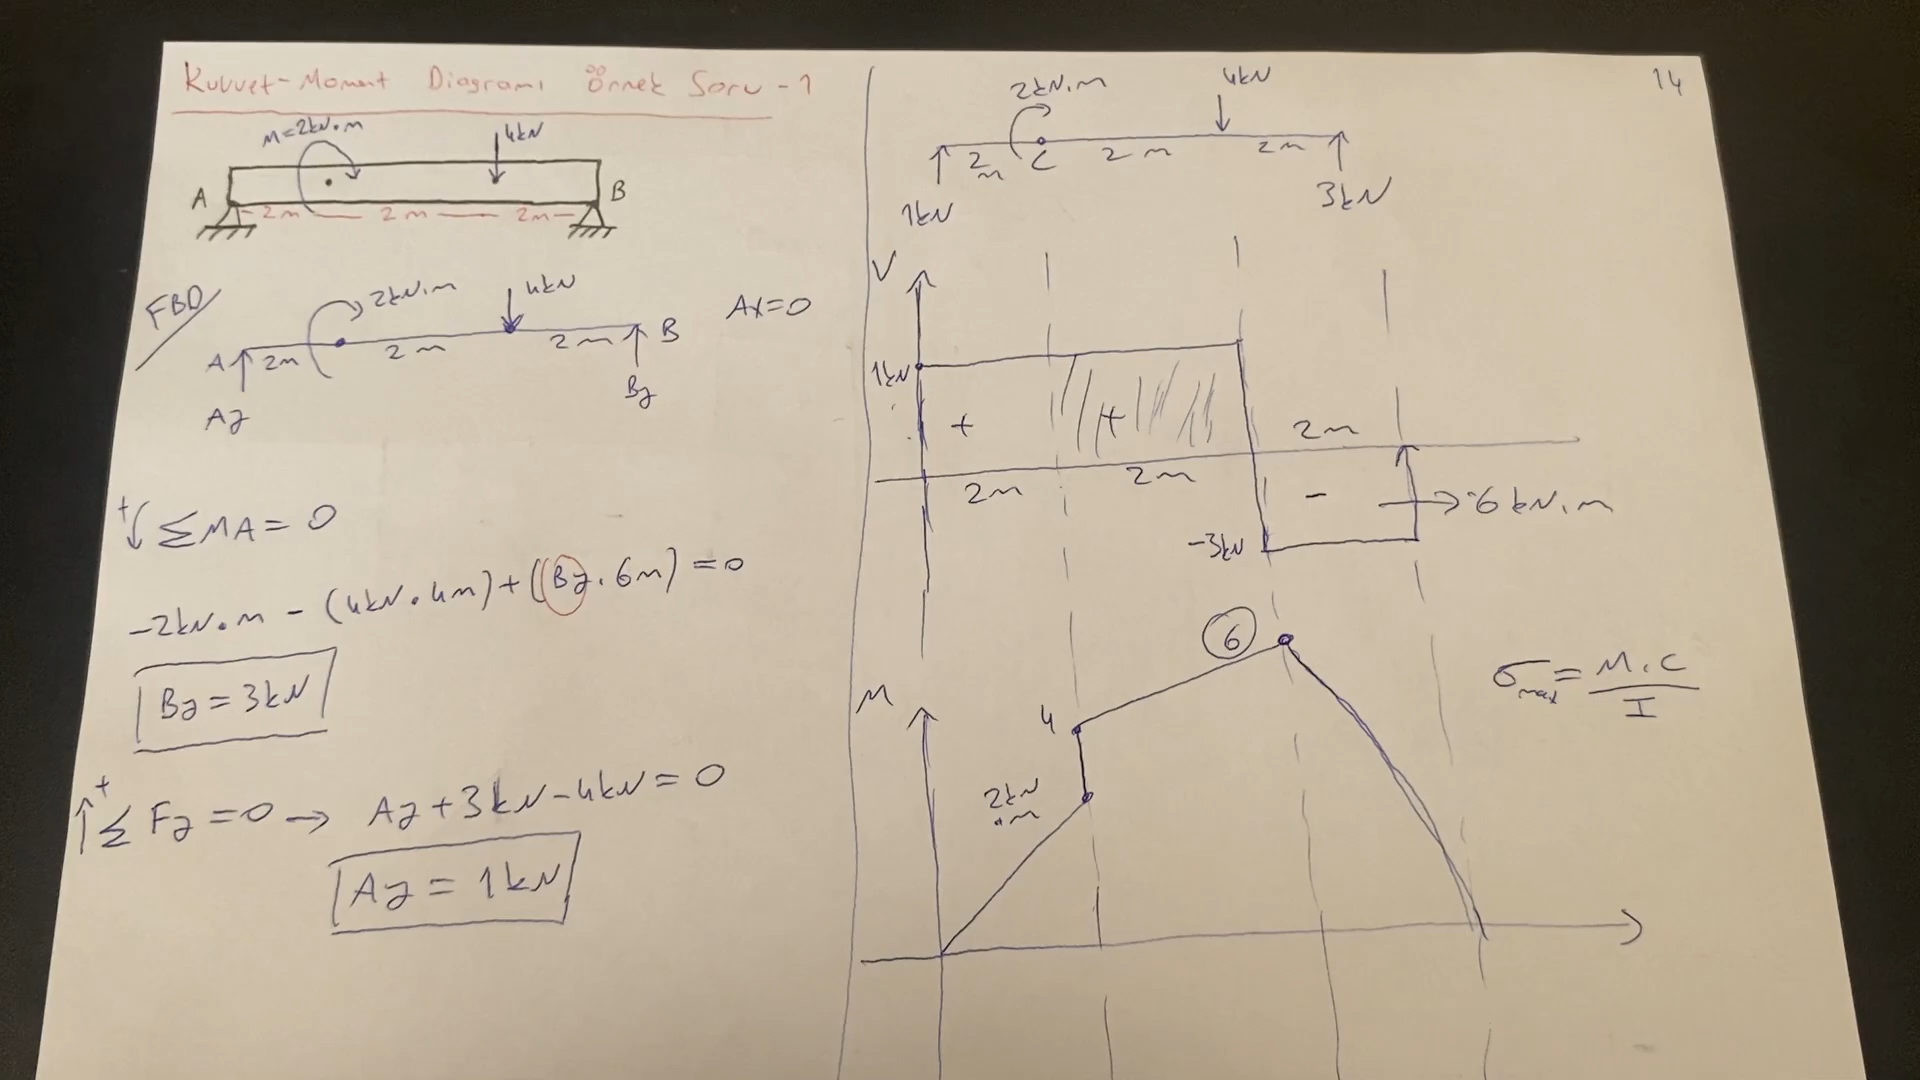 Kuvvet-Moment Diagramı Örnek Soru-1
M=2kN.m
4kN
A
B
2m
2m
2m
FBD
2kN.m
4kN
A
2m
2m
2m
B
Ay
By
Ax=0
+ ΣMA=0
-2kN.m - (4kN.4m)+((By.6m)=0
By=3kN
+ ΣFy=0 → Ay+3kN-4kN=0
Ay=1kN
14
2kN.m
4kN
2m
C
2m
2m
1kN
3kN
V
1kN
+
+
2m
2m
2m
-
-3kN
-6kN.m
M
2kN.m
4
6
σmax=M.C/I